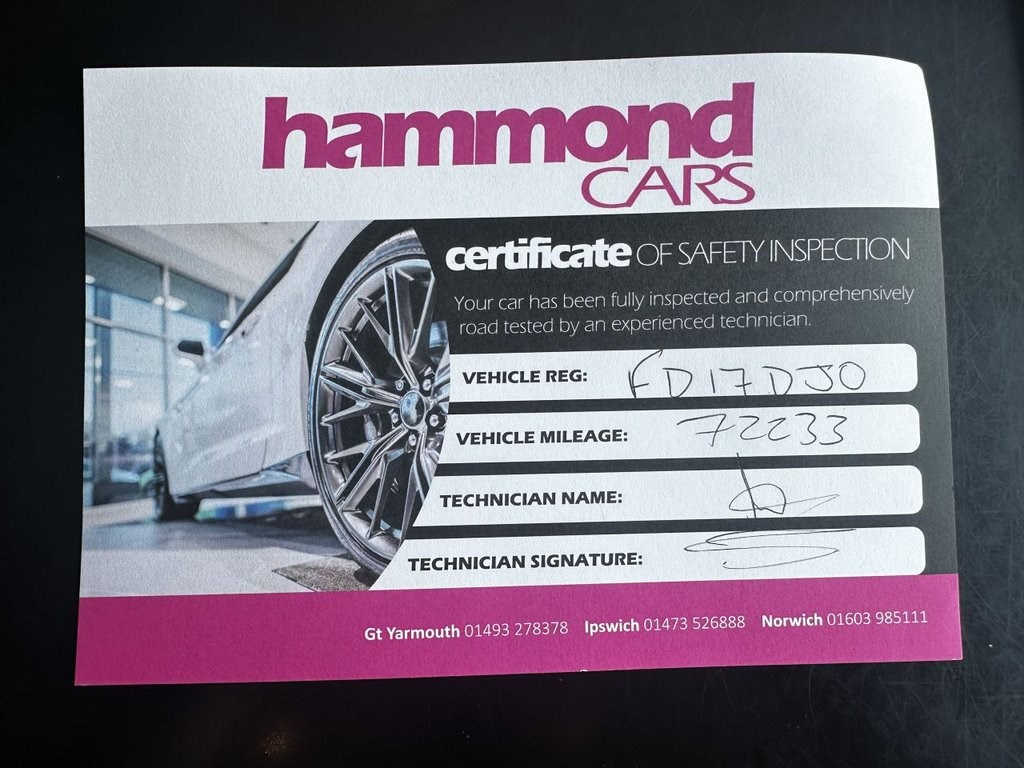 hammond
CARS
certificate OF SAFETY INSPECTION
Your car has been fully inspected and comprehensively
road tested by an experienced technician.
VEHICLE REG: FD17DJO
VEHICLE MILEAGE: 72233
TECHNICIAN NAME:
TECHNICIAN SIGNATURE:
Gt Yarmouth 01493 278378 Ipswich 01473 526888 Norwich 01603 985111